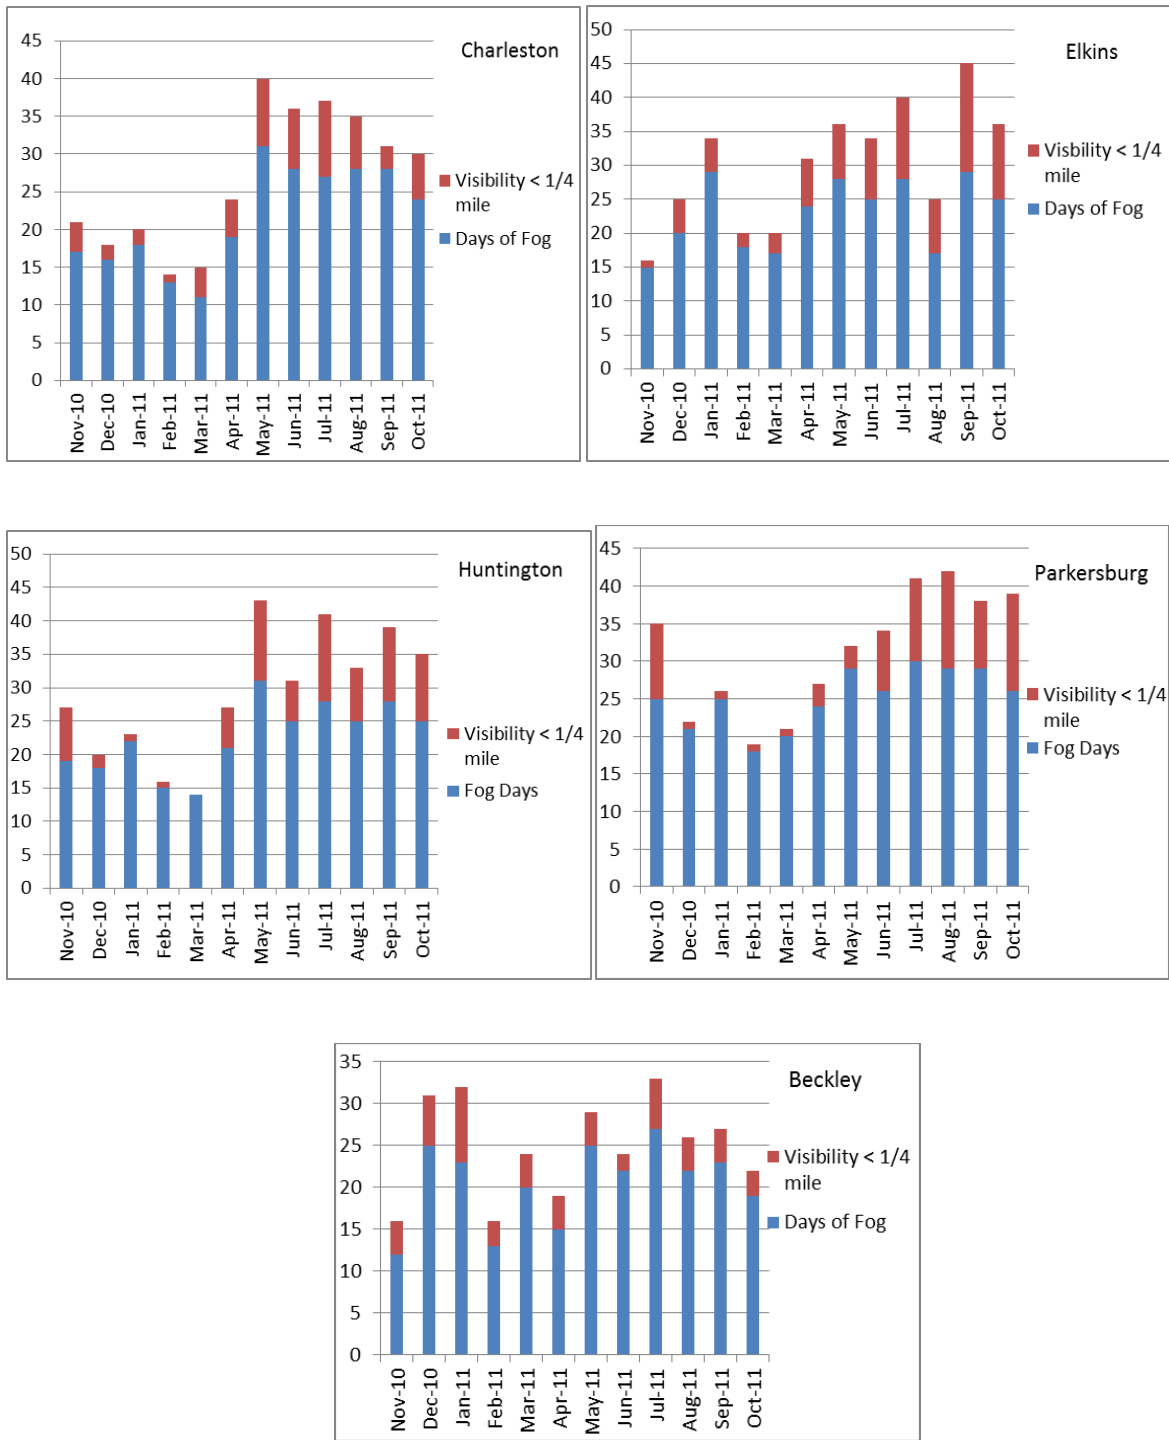 Charleston
45
40
35
30
25
20
15
10
5
0
Visibility < 1/4
mile
Days of Fog
Nov-10
Dec-10
Jan-11
Feb-11
Mar-11
Apr-11
May-11
Jun-11
Jul-11
Aug-11
Sep-11
Oct-11
Elkins
50
45
40
35
30
25
20
15
10
5
0
Visbility < 1/4
mile
Days of Fog
Nov-10
Dec-10
Jan-11
Feb-11
Mar-11
Apr-11
May-11
Jun-11
Jul-11
Aug-11
Sep-11
Oct-11
Huntington
50
45
40
35
30
25
20
15
10
5
0
Visibility < 1/4
mile
Fog Days
Nov-10
Dec-10
Jan-11
Feb-11
Mar-11
Apr-11
May-11
Jun-11
Jul-11
Aug-11
Sep-11
Oct-11
Parkersburg
45
40
35
30
25
20
15
10
5
0
Visibility < 1/4
mile
Fog Days
Nov-10
Dec-10
Jan-11
Feb-11
Mar-11
Apr-11
May-11
Jun-11
Jul-11
Aug-11
Sep-11
Oct-11
Beckley
35
30
25
20
15
10
5
0
Visibility < 1/4
mile
Days of Fog
Nov-10
Dec-10
Jan-11
Feb-11
Mar-11
Apr-11
May-11
Jun-11
Jul-11
Aug-11
Sep-11
Oct-11